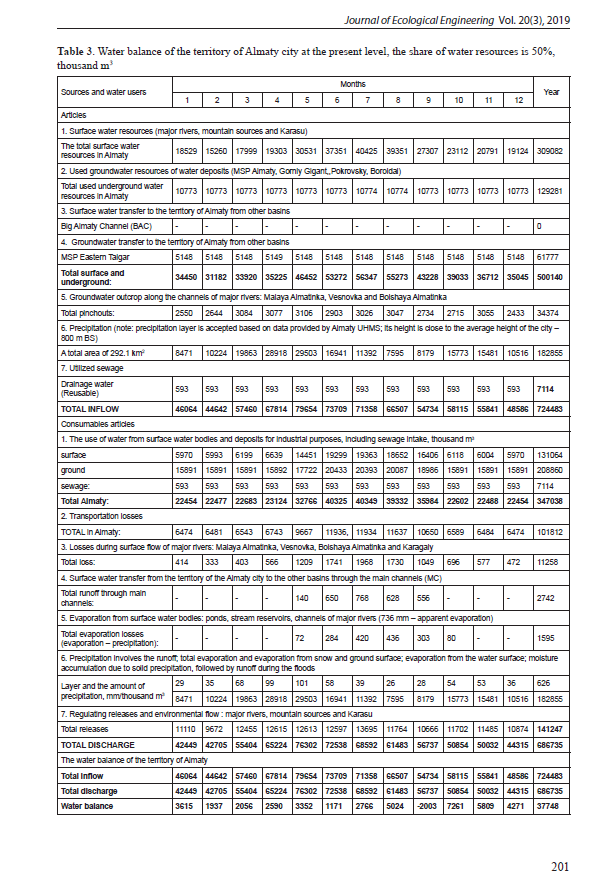 Journal of Ecological Engineering Vol. 20(3), 2019
Table 3. Water balance of the territory of Almaty city at the present level, the share of water resources is 50%,
thousand m³
Sources and water users Months Year
1 2 3 4 5 6 7 8 9 10 11 12
Articles
1. Surface water resources (major rivers, mountain sources and Karasu)
The total surface water
resources in Almaty 18529 15260 17999 19303 30531 37351 40425 39351 27307 23112 20791 19124 309082
2. Used groundwater resources of water deposits (MSP Almaty, Gorniy Gigant,,Pokrovsky, Boroldai)
Total used underground water
resources in Almaty 10773 10773 10773 10773 10773 10773 10774 10774 10773 10773 10773 10773 129281
3. Surface water transfer to the territory of Almaty from other basins
Big Almaty Channel (BAC) - - - - - - - - - - - - 0
4. Groundwater transfer to the territory of Almaty from other basins
MSP Eastern Talgar 5148 5148 5148 5149 5148 5148 5148 5148 5148 5148 5148 5148 61777
Total surface and
underground: 34450 31182 33920 35225 46452 53272 56347 55273 43228 39033 36712 35045 500140
5. Groundwater outcrop along the channels of major rivers: Malaya Almatinka, Vesnovka and Bolshaya Almatinka
Total pinchouts: 2550 2644 3084 3077 3106 2903 3026 3047 2734 2715 3055 2433 34374
6. Precipitation (note: precipitation layer is accepted based on data provided by Almaty UHMS; its height is close to the average height of the city –
800 m BS)
A total area of 292.1 km² 8471 10224 19863 28918 29503 16941 11392 7595 8179 15773 15481 10516 182855
7. Utilized sewage
Drainage water
(Reusable) 593 593 593 593 593 593 593 593 593 593 593 593 7114
TOTAL INFLOW 46064 44642 57460 67814 79654 73709 71358 66507 54734 58115 55841 48586 724483
Consumables articles
1. The use of water from surface water bodies and deposits for industrial purposes, including sewage intake, thousand m³
surface 5970 5993 6199 6639 14451 19299 19363 18652 16406 6118 6004 5970 131064
ground 15891 15891 15891 15892 17722 20433 20393 20087 18986 15891 15891 15891 208860
sewage: 593 593 593 593 593 593 593 593 593 593 593 593 7114
Total Almaty: 22454 22477 22683 23124 32766 40325 40349 39332 35984 22602 22488 22454 347038
2. Transportation losses
TOTAL in Almaty: 6474 6481 6543 6743 9667 11936, 11934 11637 10650 6589 6484 6474 101812
3. Losses during surface flow of major rivers: Malaya Almatinka, Vesnovka, Bolshaya Almatinka and Karagaly
Total loss: 414 333 403 566 1209 1741 1968 1730 1049 696 577 472 11258
4. Surface water transfer from the territory of the Almaty city to the other basins through the main channels (MC)
Total runoff through main
channels: - - - - 140 650 768 628 556 - - - 2742
5. Evaporation from surface water bodies: ponds, stream reservoirs, channels of major rivers (736 mm – apparent evaporation)
Total evaporation losses
(evaporation – precipitation): - - - - 72 284 420 436 303 80 - - 1595
6. Precipitation involves the runoff; total evaporation and evaporation from snow and ground surface; evaporation from the water surface; moisture
accumulation due to solid precipitation, followed by runoff during the floods
Layer and the amount of
precipitation, mm/thousand m³ 29 35 68 99 101 58 39 26 28 54 53 36 626
8471 10224 19863 28918 29503 16941 11392 7595 8179 15773 15481 10516 182855
7. Regulating releases and environmental flow : major rivers, mountain sources and Karasu
Total releases 11110 9672 12455 12615 12613 12597 13695 11764 10666 11702 11485 10874 141247
TOTAL DISCHARGE 42449 42705 55404 65224 76302 72538 68592 61483 56737 50854 50032 44315 686735
The water balance of the territory of Almaty
Total Inflow 46064 44642 57460 67814 79654 73709 71358 66507 54734 58115 55841 48586 724483
Total discharge 42449 42705 55404 65224 76302 72538 68592 61483 56737 50854 50032 44315 686735
Water balance 3615 1937 2056 2590 3352 1171 2766 5024 -2003 7261 5809 4271 37748
201